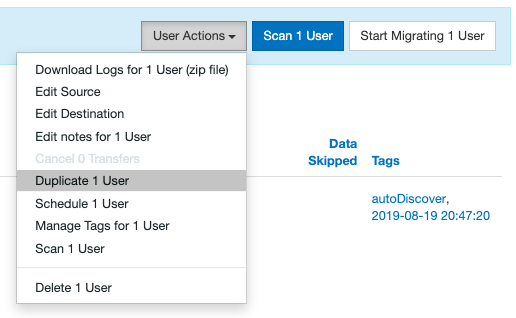 User Actions
Scan 1 User
Start Migrating 1 User
Download Logs for 1 User (zip file)
Edit Source
Edit Destination
Edit notes for 1 User
Cancel 0 Transfers
Duplicate 1 User
Schedule 1 User
Manage Tags for 1 User
Scan 1 User
Delete 1 User
Data
Skipped
Tags
autoDiscover,
2019-08-19 20:47:20